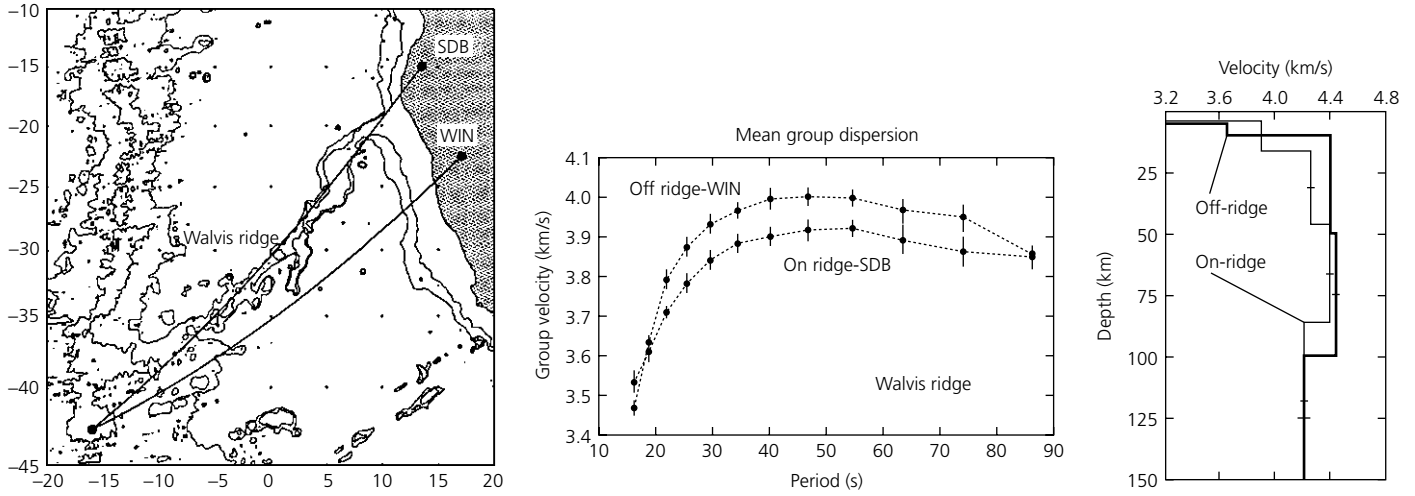 −10
−15
−20
−25
−30
−35
−40
−45
−20 −15 −10 −5 0 5 10 15 20
SDB
WIN
Walvis ridge
Mean group dispersion
4.1
4.0
3.9
3.8
3.7
3.6
3.5
3.4
Group velocity (km/s)
Off ridge-WIN
On ridge-SDB
Walvis ridge
10 20 30 40 50 60 70 80 90
Period (s)
Velocity (km/s)
3.2 3.6 4.0 4.4 4.8
25
50
75
100
125
150
Depth (km)
Off-ridge
On-ridge